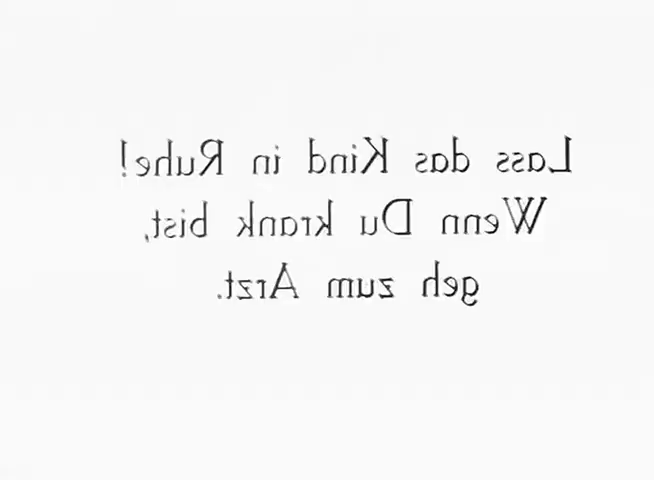 Lass das Kind in Ruhe!
Wenn Du krank bist,
geh zum Arzt.